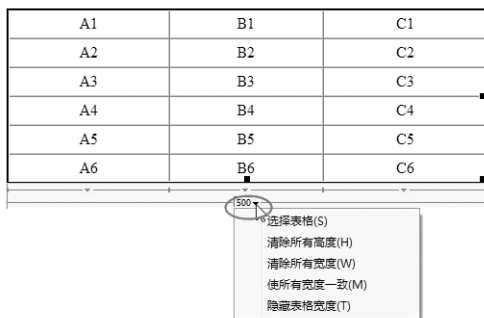 A1 B1 C1
A2 B2 C2
A3 B3 C3
A4 B4 C4
A5 B5 C5
A6 B6 C6
500
选择表格(S)
清除所有高度(H)
清除所有宽度(W)
使所有宽度一致(M)
隐藏表格宽度(T)